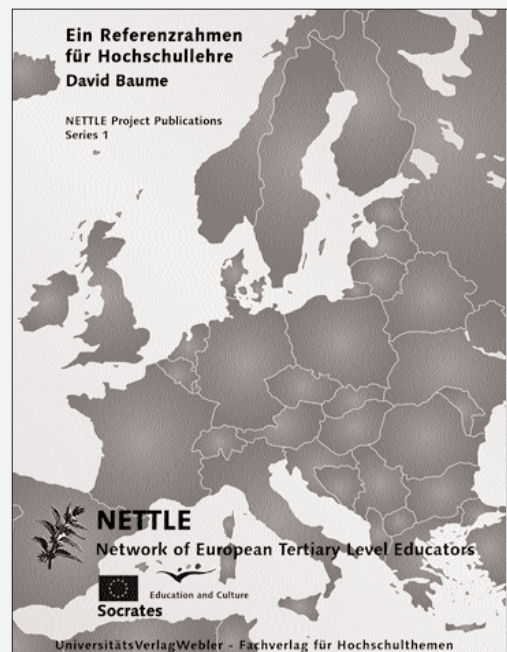 Ein Referenzrahmen
für Hochschullehre
David Baume
NETTLE Project Publications
Series 1
NETTLE
Network of European Tertiary Level Educators
Education and Culture
Socrates
UniversitätsVerlagWebler - Fachverlag für Hochschulthemen